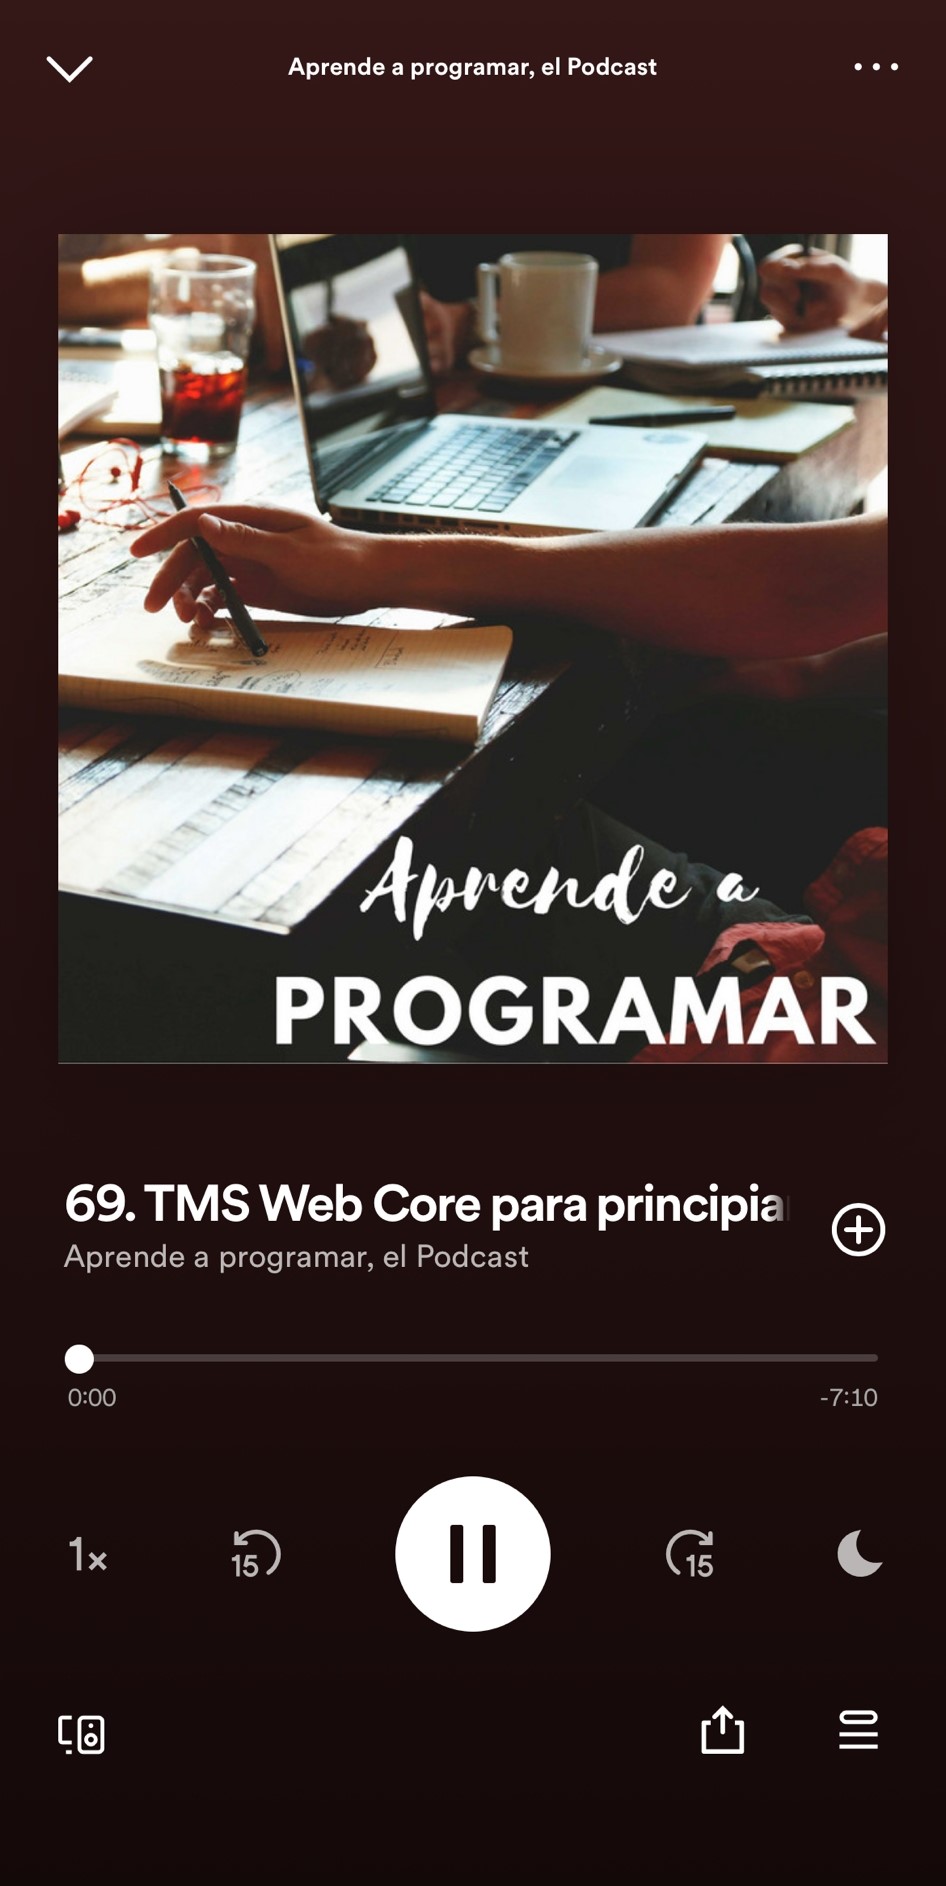 Aprende a programar, el Podcast
Aprende a
PROGRAMAR
69. TMS Web Core para principia
Aprende a programar, el Podcast
0:00
-7:10
1×
15
15